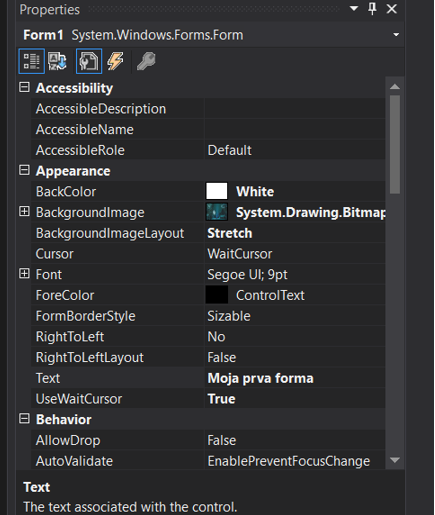 Properties
Form1 System.Windows.Forms.Form
Accessibility
AccessibleDescription
AccessibleName
AccessibleRole Default
Appearance
BackColor White
BackgroundImage System.Drawing.Bitmap
BackgroundImageLayout Stretch
Cursor WaitCursor
Font Segoe UI; 9pt
ForeColor ControlText
FormBorderStyle Sizable
RightToLeft No
RightToLeftLayout False
Text Moja prva forma
UseWaitCursor True
Behavior
AllowDrop False
AutoValidate EnablePreventFocusChange
Text
The text associated with the control.